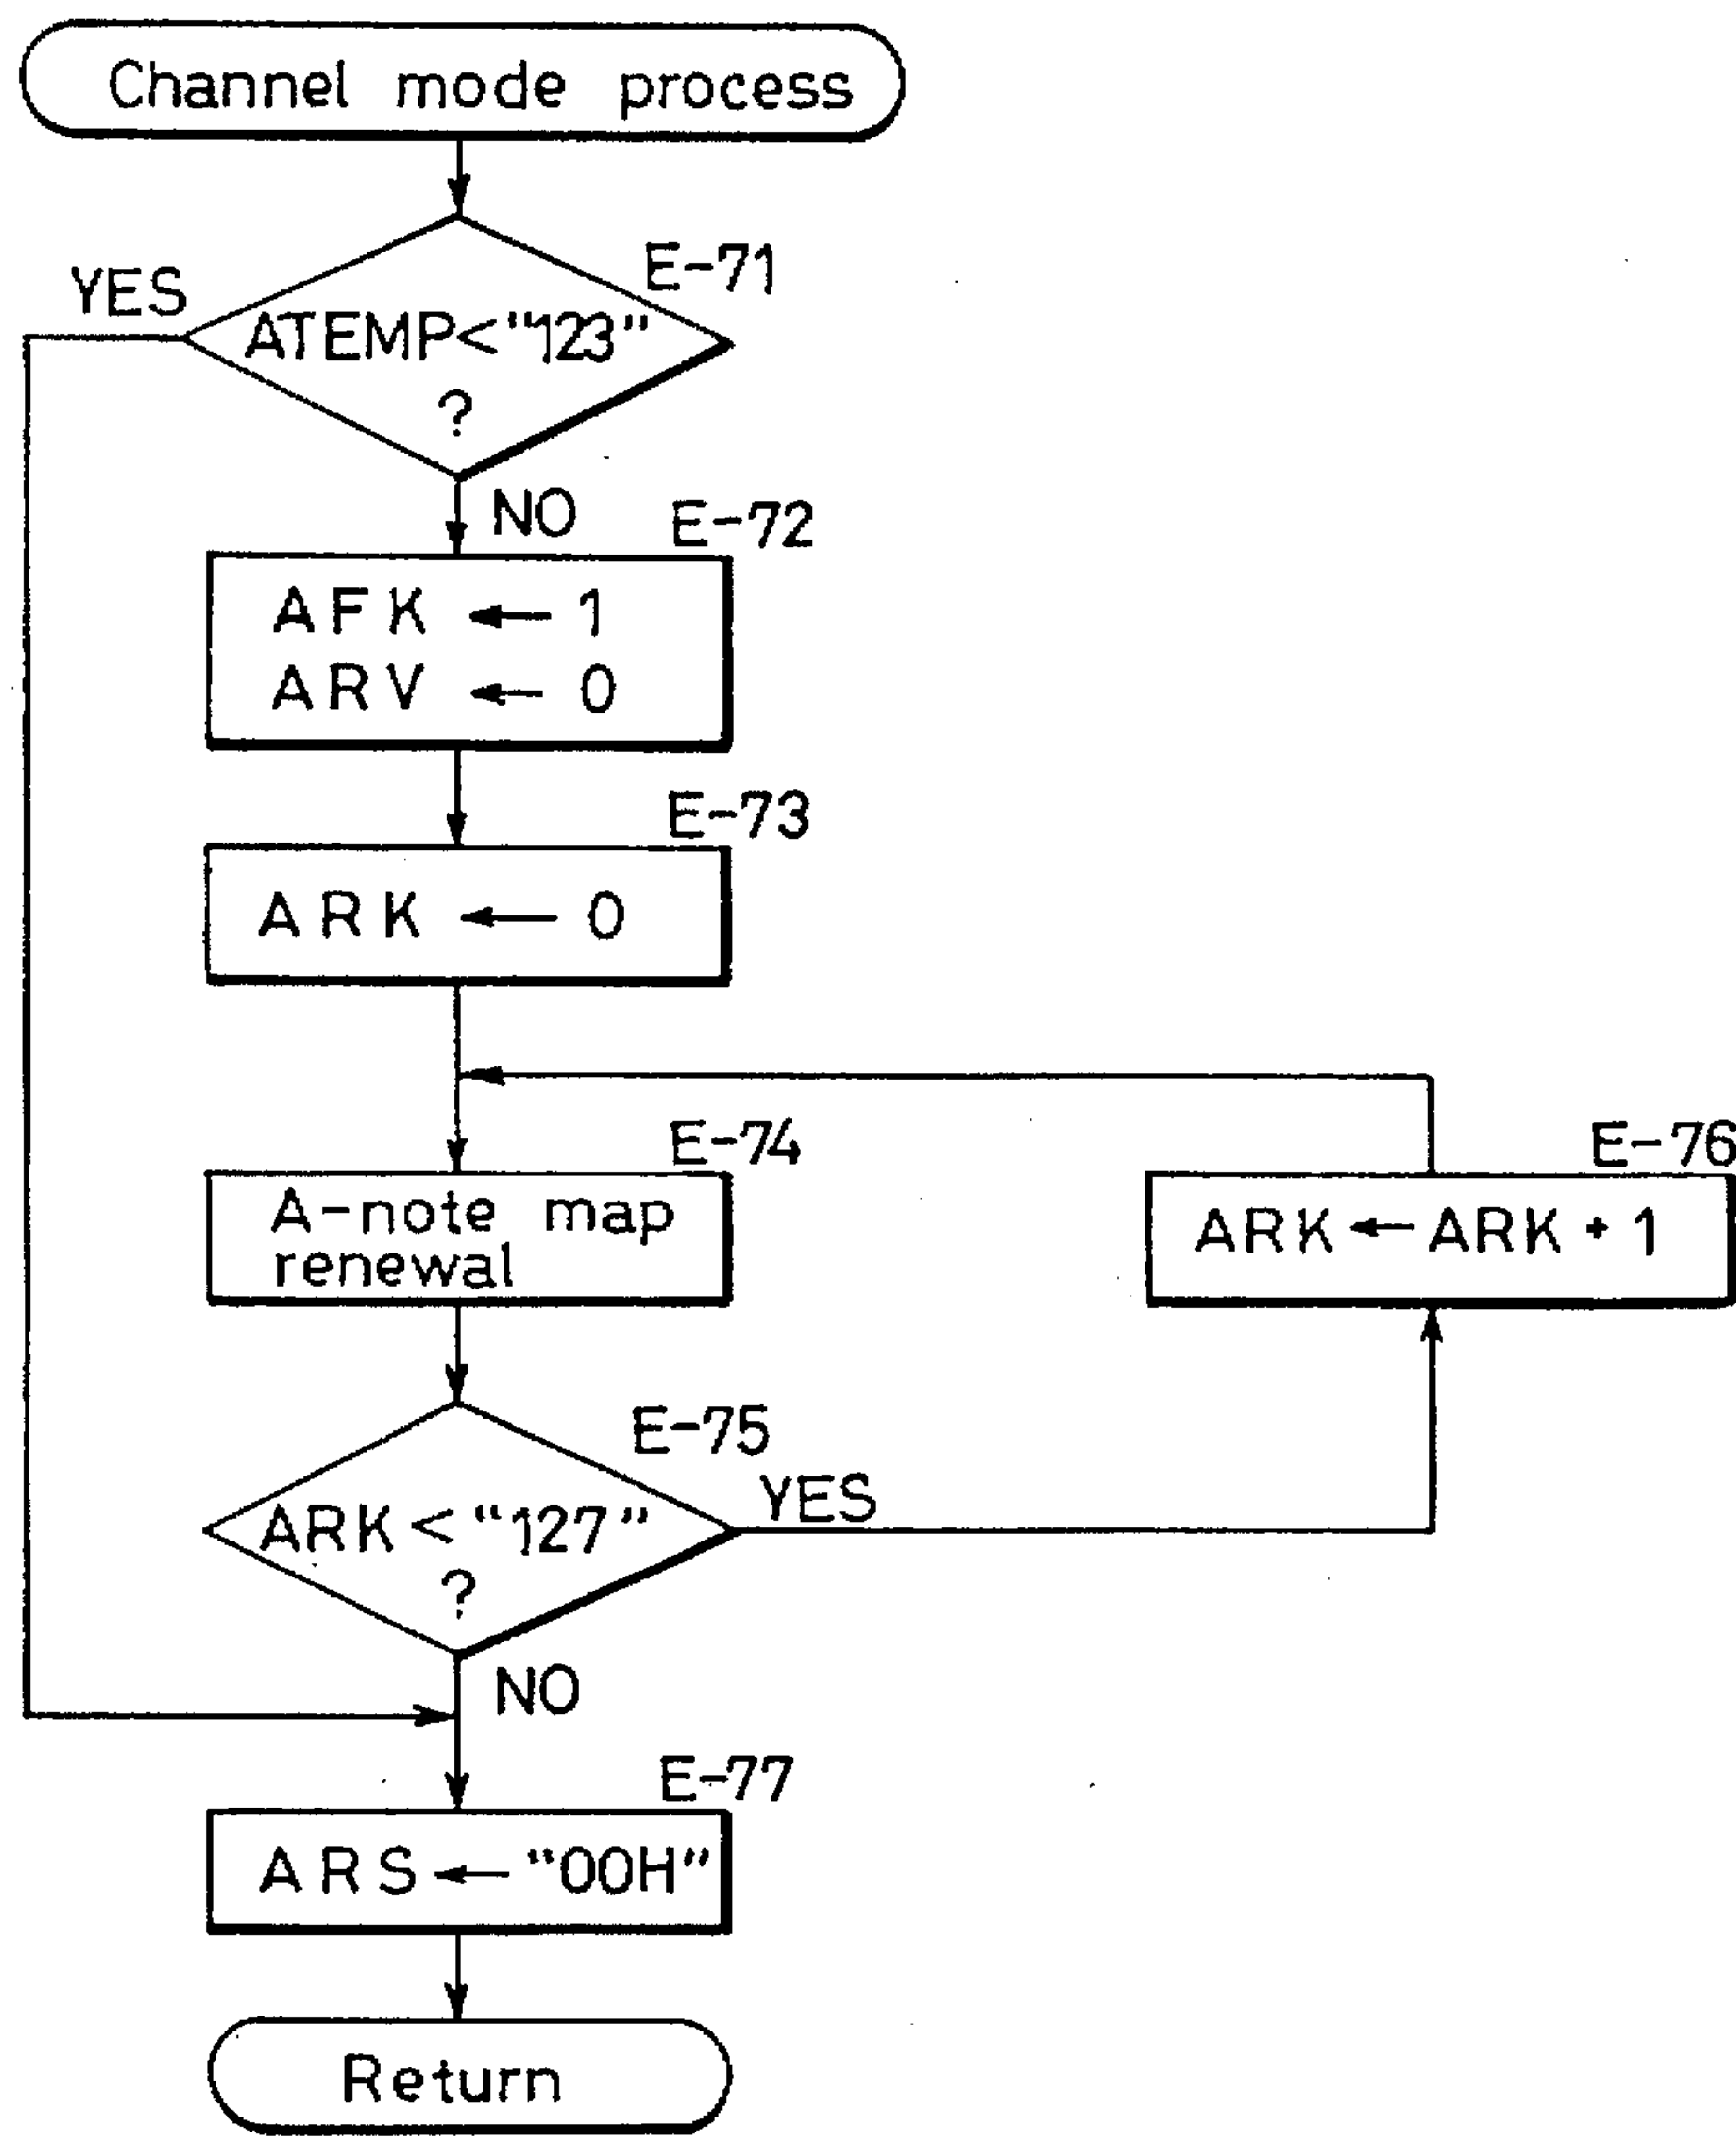 Channel mode process
E-71
YES
ATEMP<"123"
?
NO
E-72
AFK ← 1
ARV ← 0
E-73
ARK ← 0
E-74
A-note map
renewal
E-76
ARK ← ARK + 1
E-75
ARK < "127"
?
YES
NO
E-77
ARS ← "00H"
Return